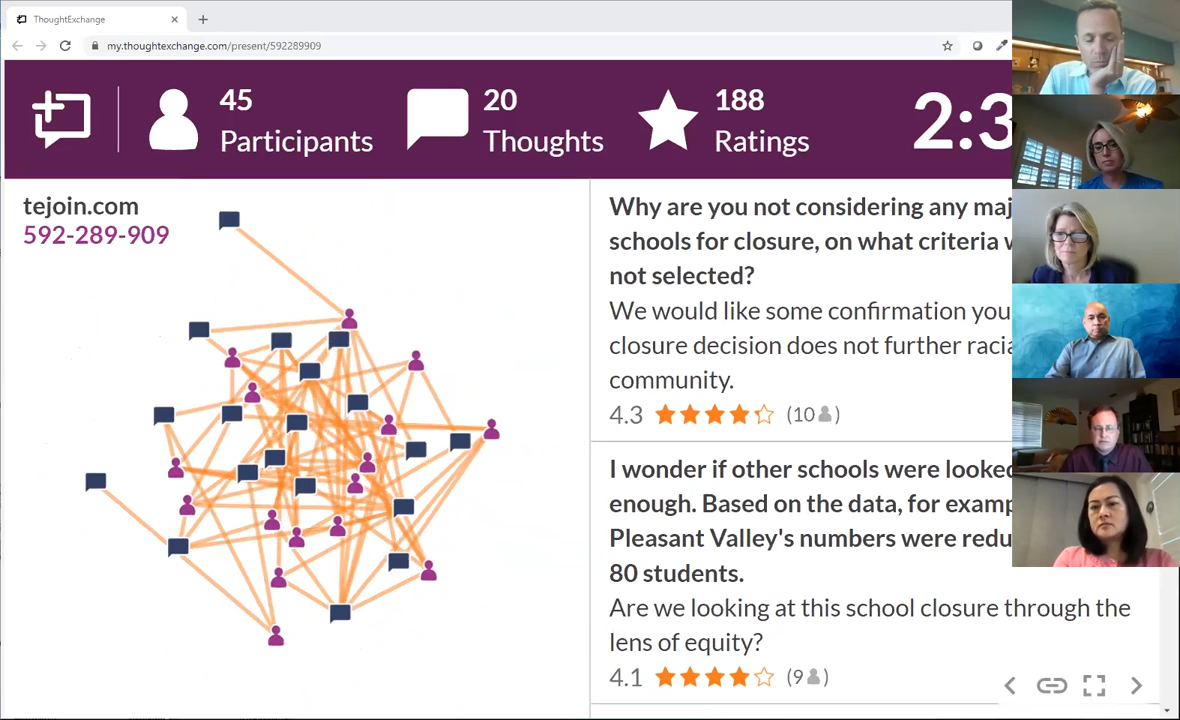 ThoughtExchange
my.thoughtexchange.com/present/592289909
45
Participants
20
Thoughts
188
Ratings
2:3
tejoin.com
592-289-909
Why are you not considering any maj
schools for closure, on what criteria
not selected?
We would like some confirmation you
closure decision does not further racia
community.
4.3
(10)
I wonder if other schools were looke
enough. Based on the data, for examp
Pleasant Valley's numbers were redu
80 students.
Are we looking at this school closure through the
lens of equity?
4.1
(9)